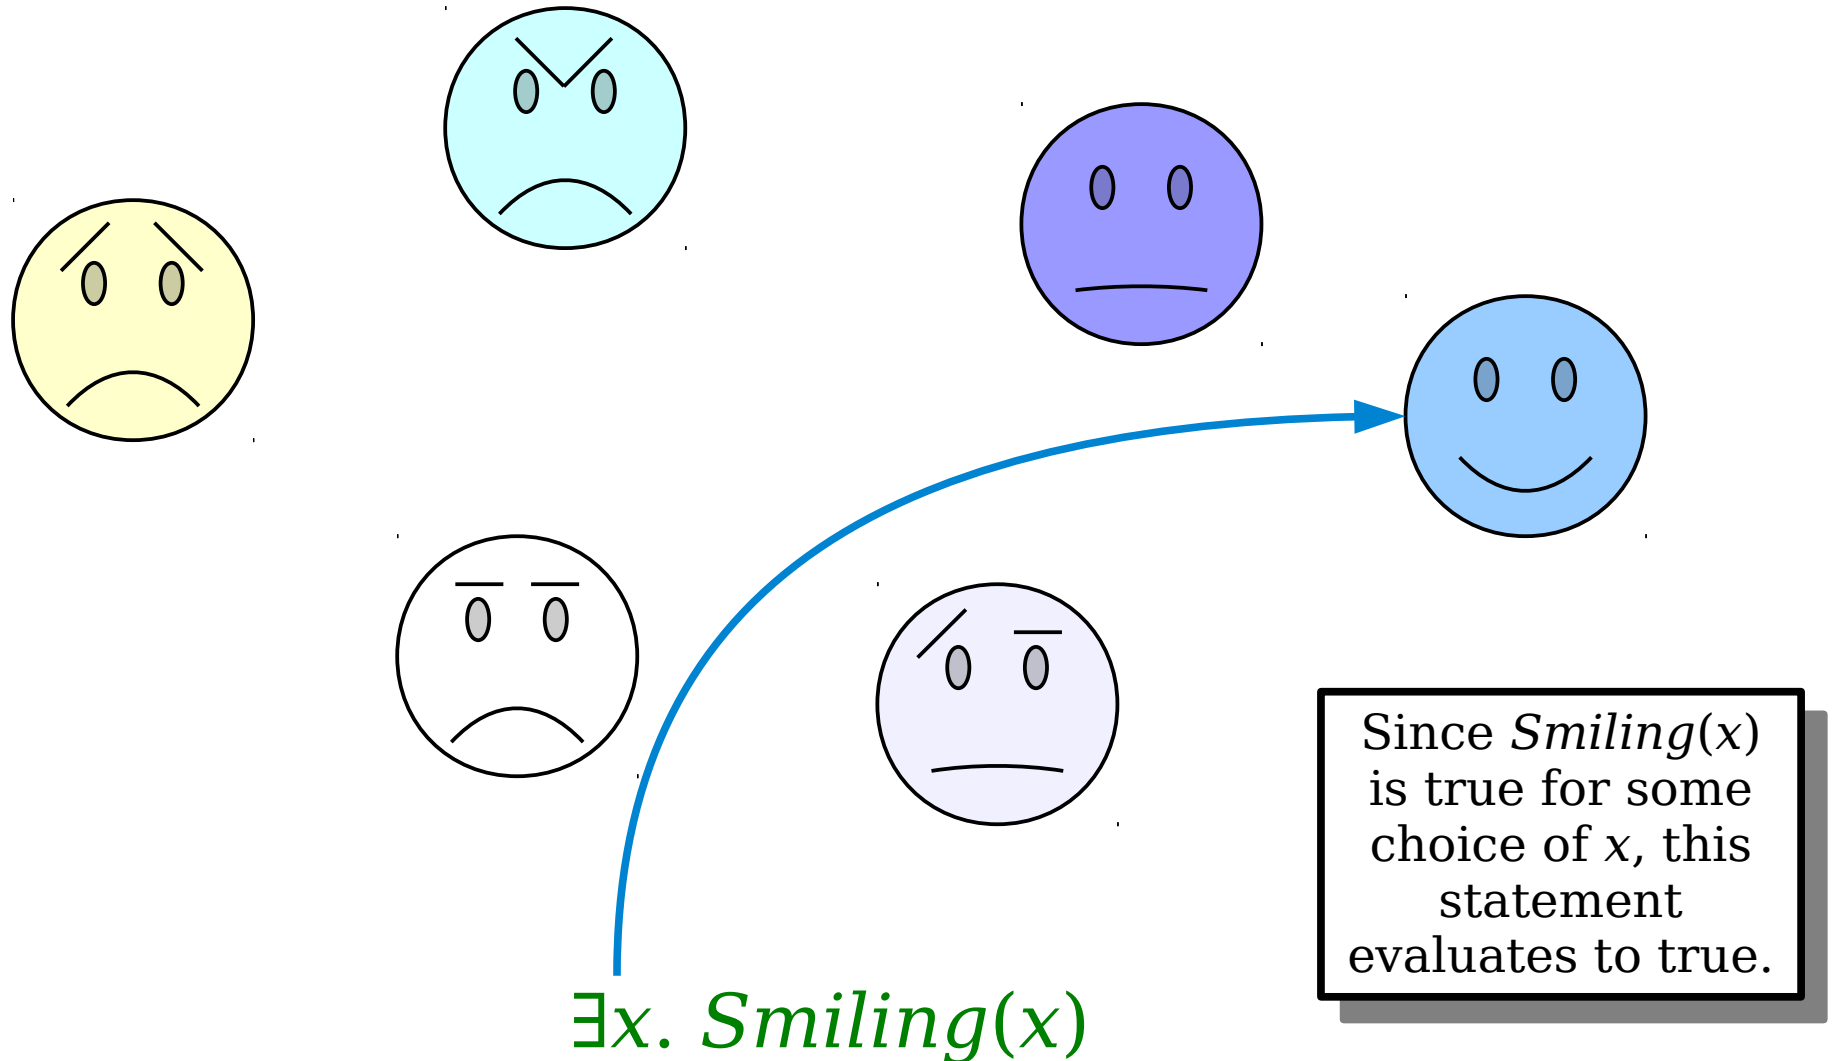 Since Smiling(x)
is true for some
choice of x, this
statement
evaluates to true.
∃x. Smiling(x)